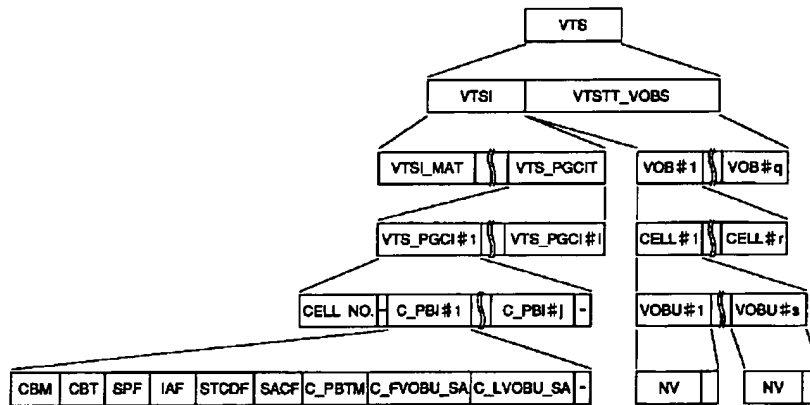 VTS
VTSI VTSTT_VOBS
VTSI_MAT VTS_PGCIT VOB#1 VOB#q
VTS_PGCI#1 VTS_PGCI#i CELL#1 CELL#r
CELL NO. - C_PBI#1 C_PBI#j - VOBU#1 VOBU#s
CBM CBT SPF IAF STCDF SACF C_PBTM C_FVOBU_SA C_LVOBU_SA - NV NV